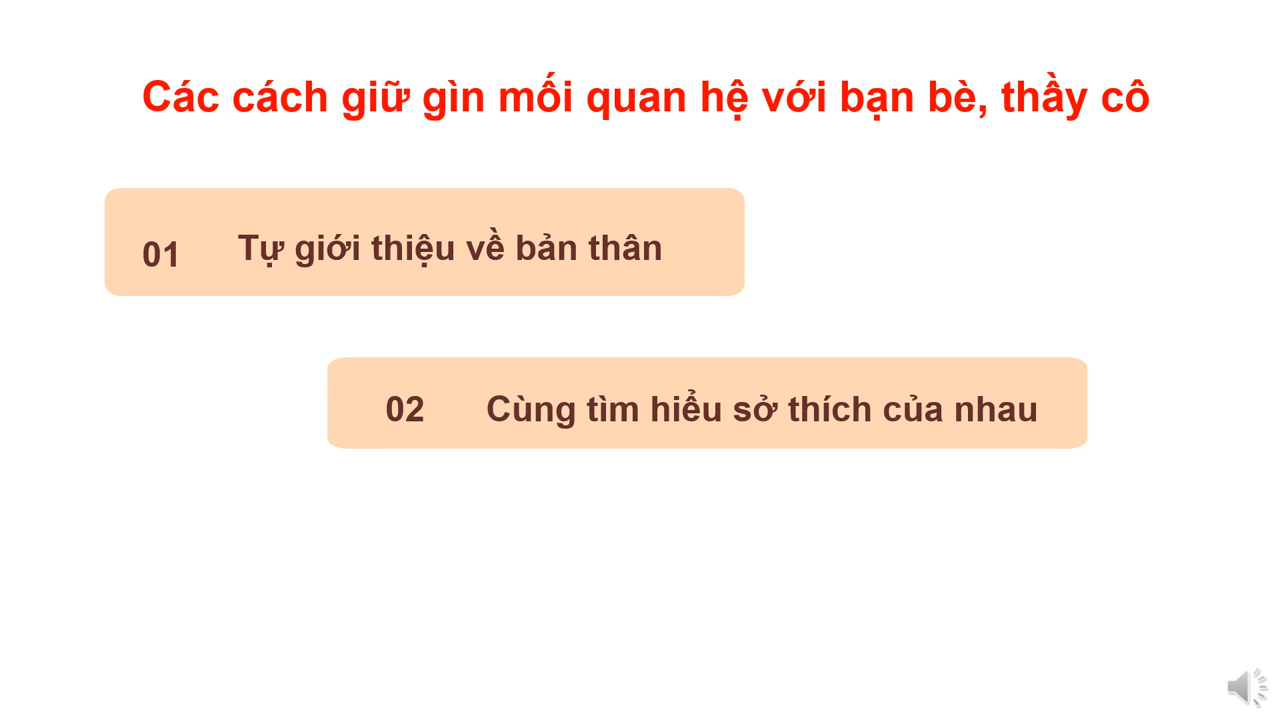 Các cách giữ gìn mối quan hệ với bạn bè, thầy cô
01 Tự giới thiệu về bản thân
02 Cùng tìm hiểu sở thích của nhau